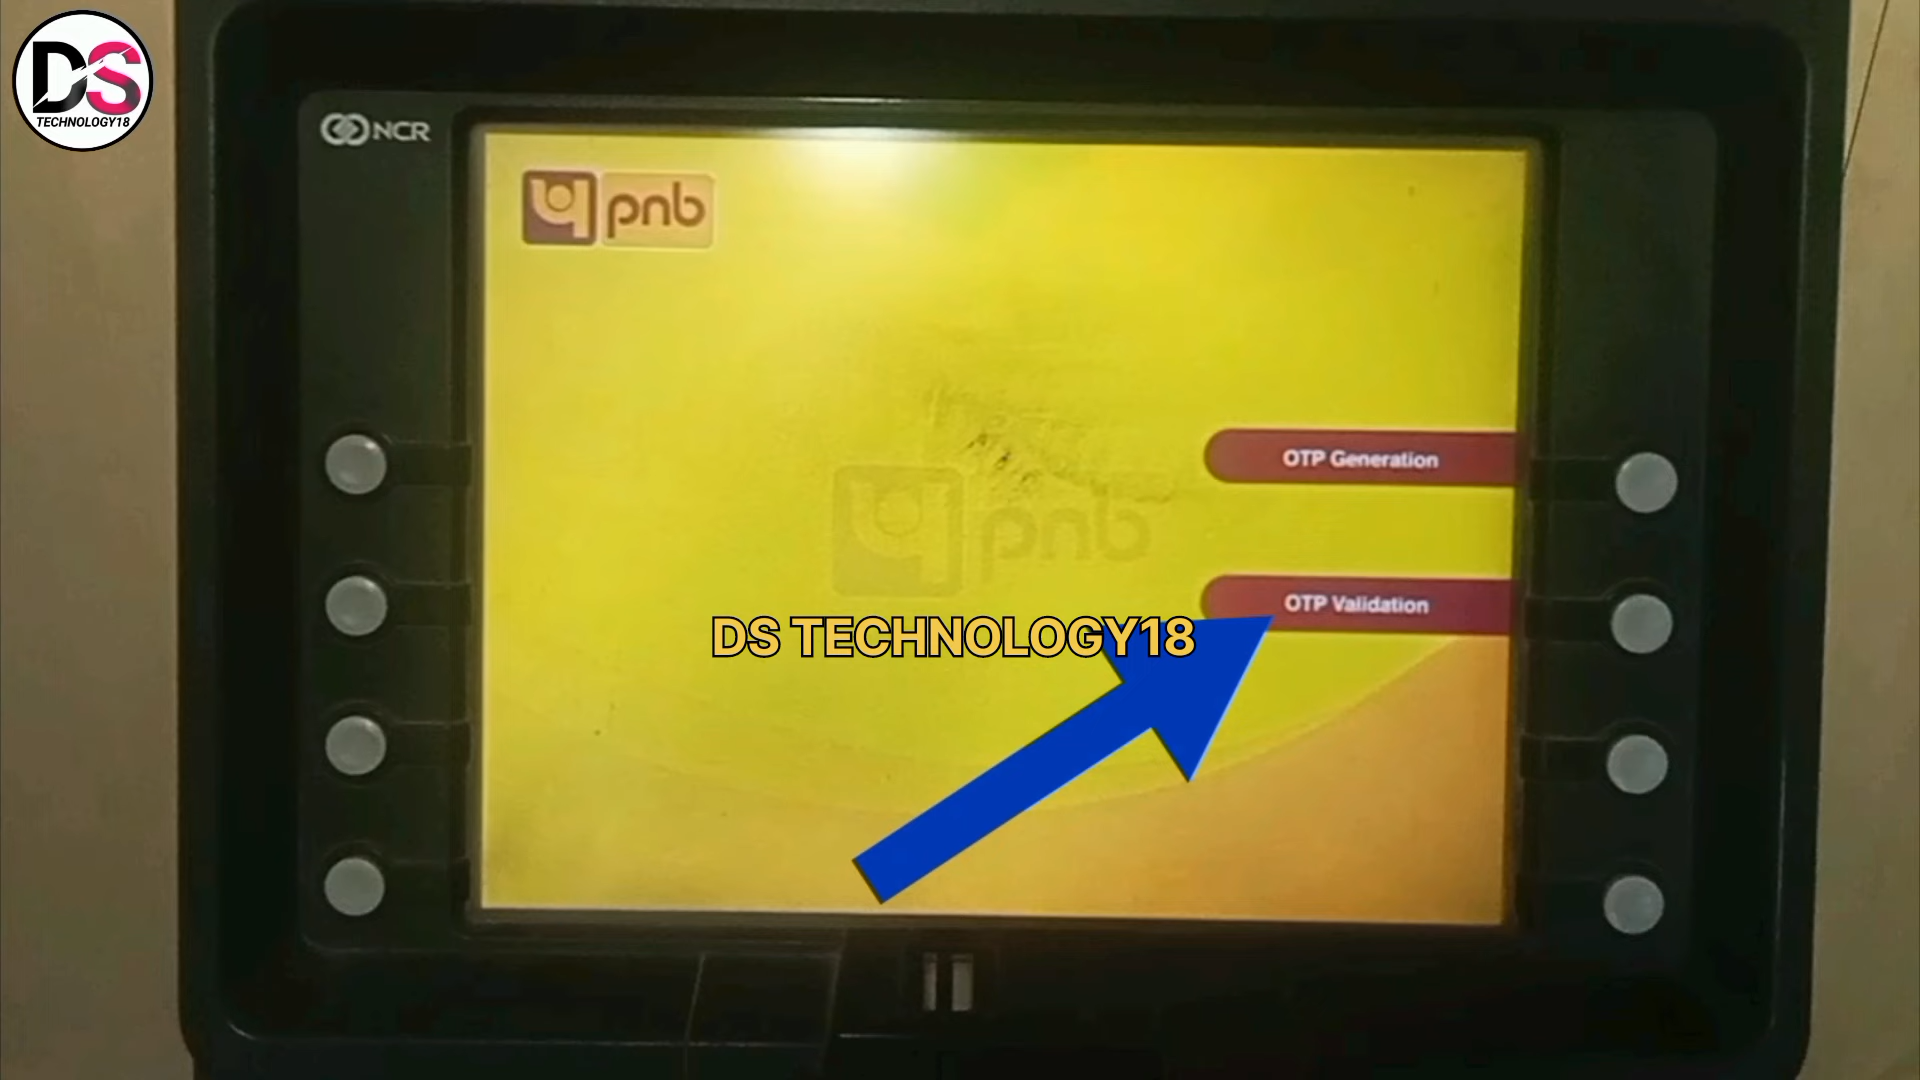 DS
TECHNOLOGY18
NCR
pnb
OTP Generation
pnb
OTP Validation
DS TECHNOLOGY18